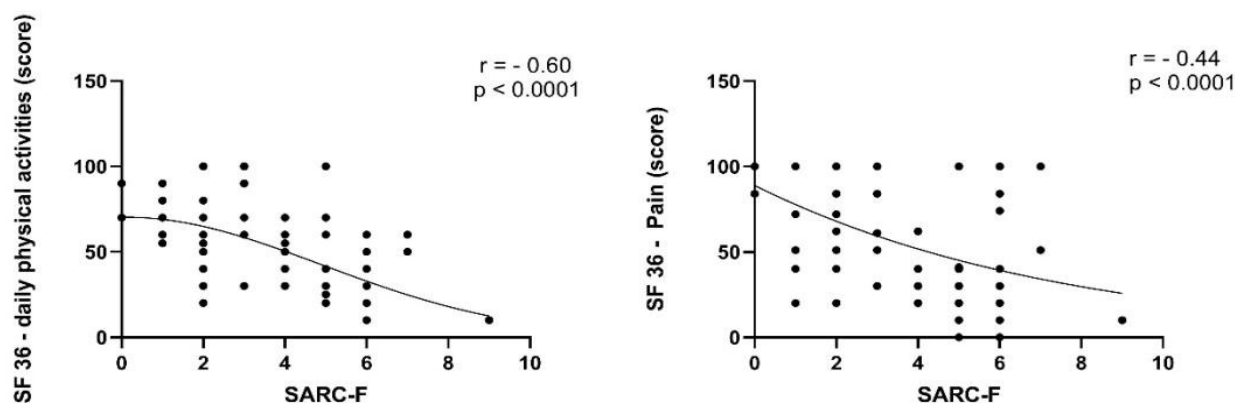 SF 36 - daily physical activities (score)
r = - 0.60
p < 0.0001
150
100
50
0
0 2 4 6 8 10
SARC-F
SF 36 - Pain (score)
r = - 0.44
p < 0.0001
150
100
50
0
0 2 4 6 8 10
SARC-F